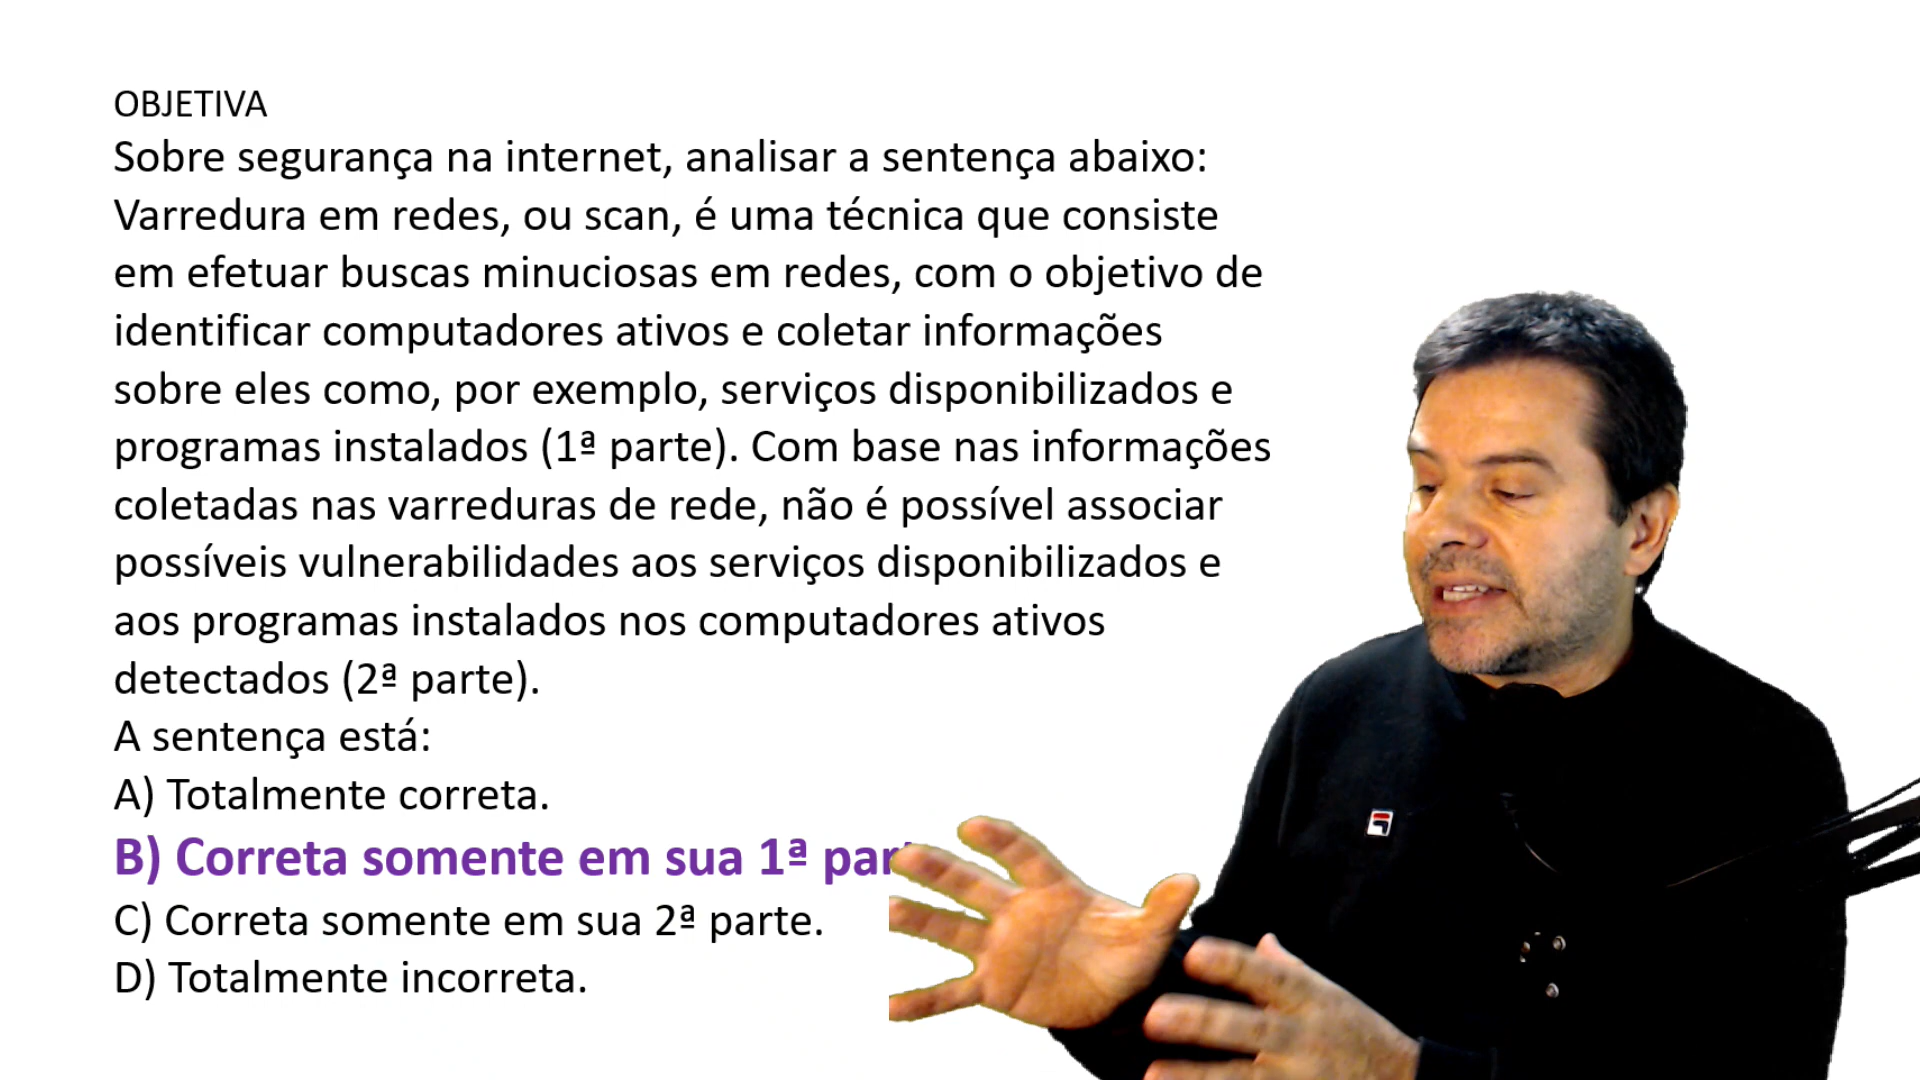 OBJETIVA
Sobre segurança na internet, analisar a sentença abaixo:
Varredura em redes, ou scan, é uma técnica que consiste
em efetuar buscas minuciosas em redes, com o objetivo de
identificar computadores ativos e coletar informações
sobre eles como, por exemplo, serviços disponibilizados e
programas instalados (1ª parte). Com base nas informações
coletadas nas varreduras de rede, não é possível associar
possíveis vulnerabilidades aos serviços disponibilizados e
aos programas instalados nos computadores ativos
detectados (2ª parte).
A sentença está:
A) Totalmente correta.
B) Correta somente em sua 1ª
C) Correta somente em sua 2ª parte.
D) Totalmente incorreta.